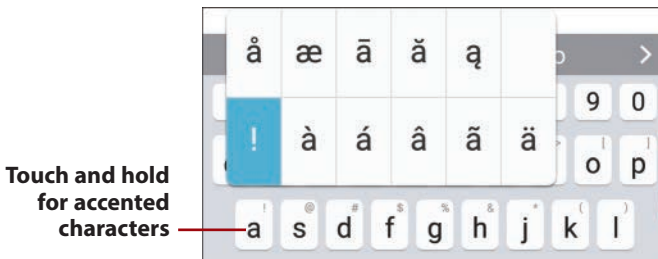 å æ ā ă ą
! à á â ã ä
9 0
[ ]
o p
Touch and hold
for accented
characters
! @ # $ % & * ( )
a s d f g h j k l